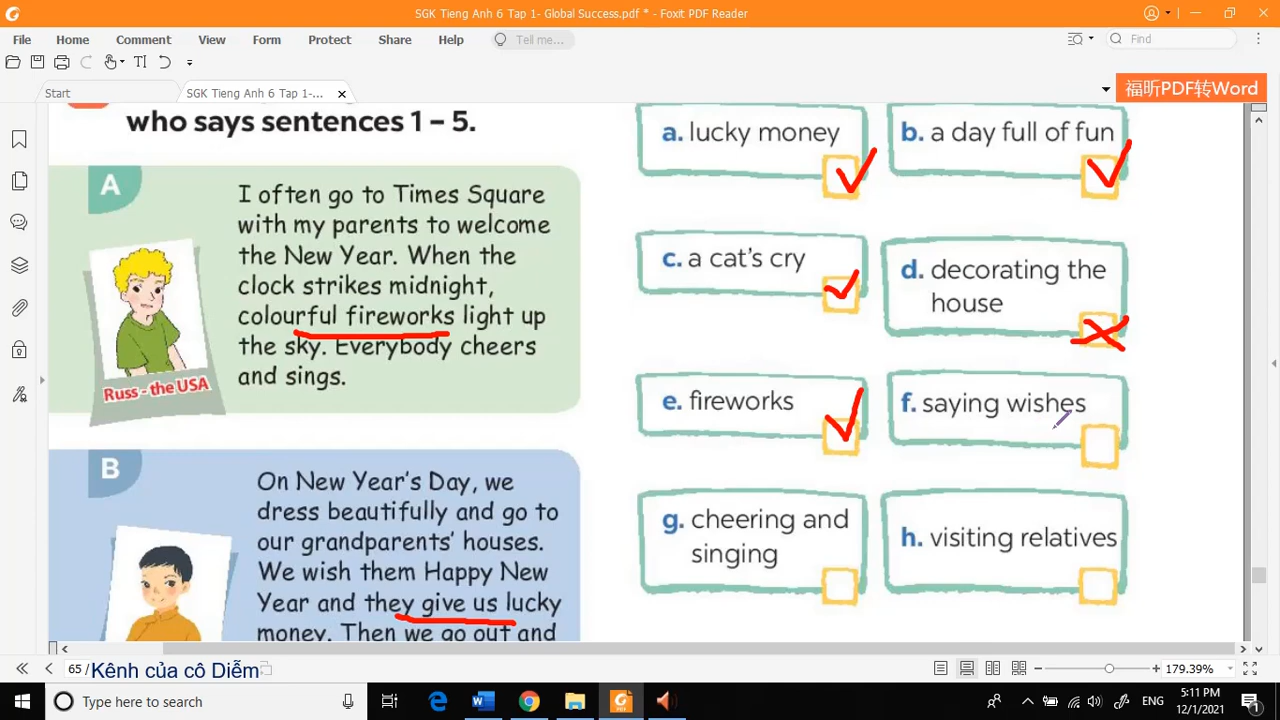 SGK Tieng Anh 6 Tap 1- Global Success.pdf * - Foxit PDF Reader
File Home Comment View Form Protect Share Help Tell me... Find
Start SGK Tieng Anh 6 Tap 1-... 福昕PDF转Word
who says sentences 1 – 5.
A
I often go to Times Square
with my parents to welcome
the New Year. When the
clock strikes midnight,
colourful fireworks light up
the sky. Everybody cheers
and sings.
Russ - the USA
B
On New Year's Day, we
dress beautifully and go to
our grandparents' houses.
We wish them Happy New
Year and they give us lucky
money. Then we go out and
a. lucky money
b. a day full of fun
c. a cat's cry
d. decorating the
house
e. fireworks
f. saying wishes
g. cheering and
singing
h. visiting relatives
65 / Kênh của cô Diễm
179.39%
Type here to search
ENG
5:11 PM
12/1/2021
1